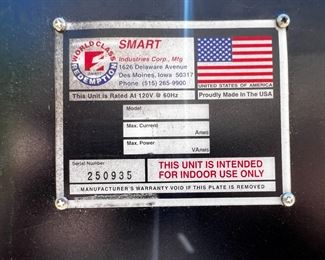 WORLD CLASS
REDEMPTION
SMART
Industries Corp., Mfg
1626 Delaware Avenue
Des Moines, Iowa 50317
Phone (515) 265-9900
UNITED STATES OF AMERICA
This Unit is Rated At 120V @ 60Hz
Proudly Made In The USA
Model
Max. Current
ARMS
Max. Power
VARMS
Serial Number
250935
THIS UNIT IS INTENDED
FOR INDOOR USE ONLY
MANUFACTURER'S WARRANTY VOID IF THIS PLATE IS REMOVED